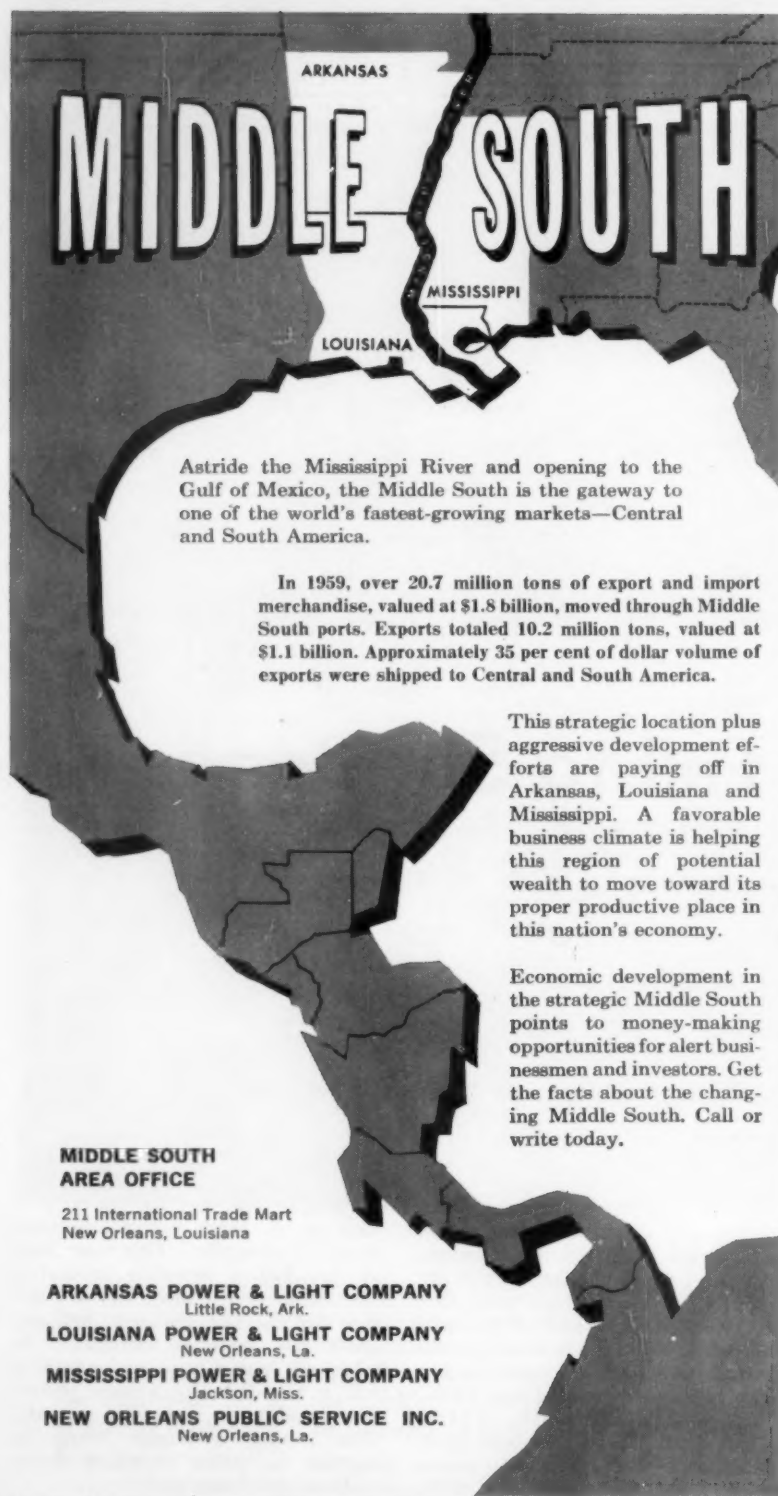 ARKANSAS
MIDDLE SOUTH
MISSISSIPPI
LOUISIANA
Astride the Mississippi River and opening to the
Gulf of Mexico, the Middle South is the gateway to
one of the world's fastest-growing markets—Central
and South America.
In 1959, over 20.7 million tons of export and import
merchandise, valued at $1.8 billion, moved through Middle
South ports. Exports totaled 10.2 million tons, valued at
$1.1 billion. Approximately 35 per cent of dollar volume of
exports were shipped to Central and South America.
This strategic location plus
aggressive development ef-
forts are paying off in
Arkansas, Louisiana and
Mississippi. A favorable
business climate is helping
this region of potential
wealth to move toward its
proper productive place in
this nation's economy.
Economic development in
the strategic Middle South
points to money-making
opportunities for alert busi-
nessmen and investors. Get
the facts about the chang-
ing Middle South. Call or
write today.
MIDDLE SOUTH
AREA OFFICE
211 International Trade Mart
New Orleans, Louisiana
ARKANSAS POWER & LIGHT COMPANY
Little Rock, Ark.
LOUISIANA POWER & LIGHT COMPANY
New Orleans, La.
MISSISSIPPI POWER & LIGHT COMPANY
Jackson, Miss.
NEW ORLEANS PUBLIC SERVICE INC.
New Orleans, La.